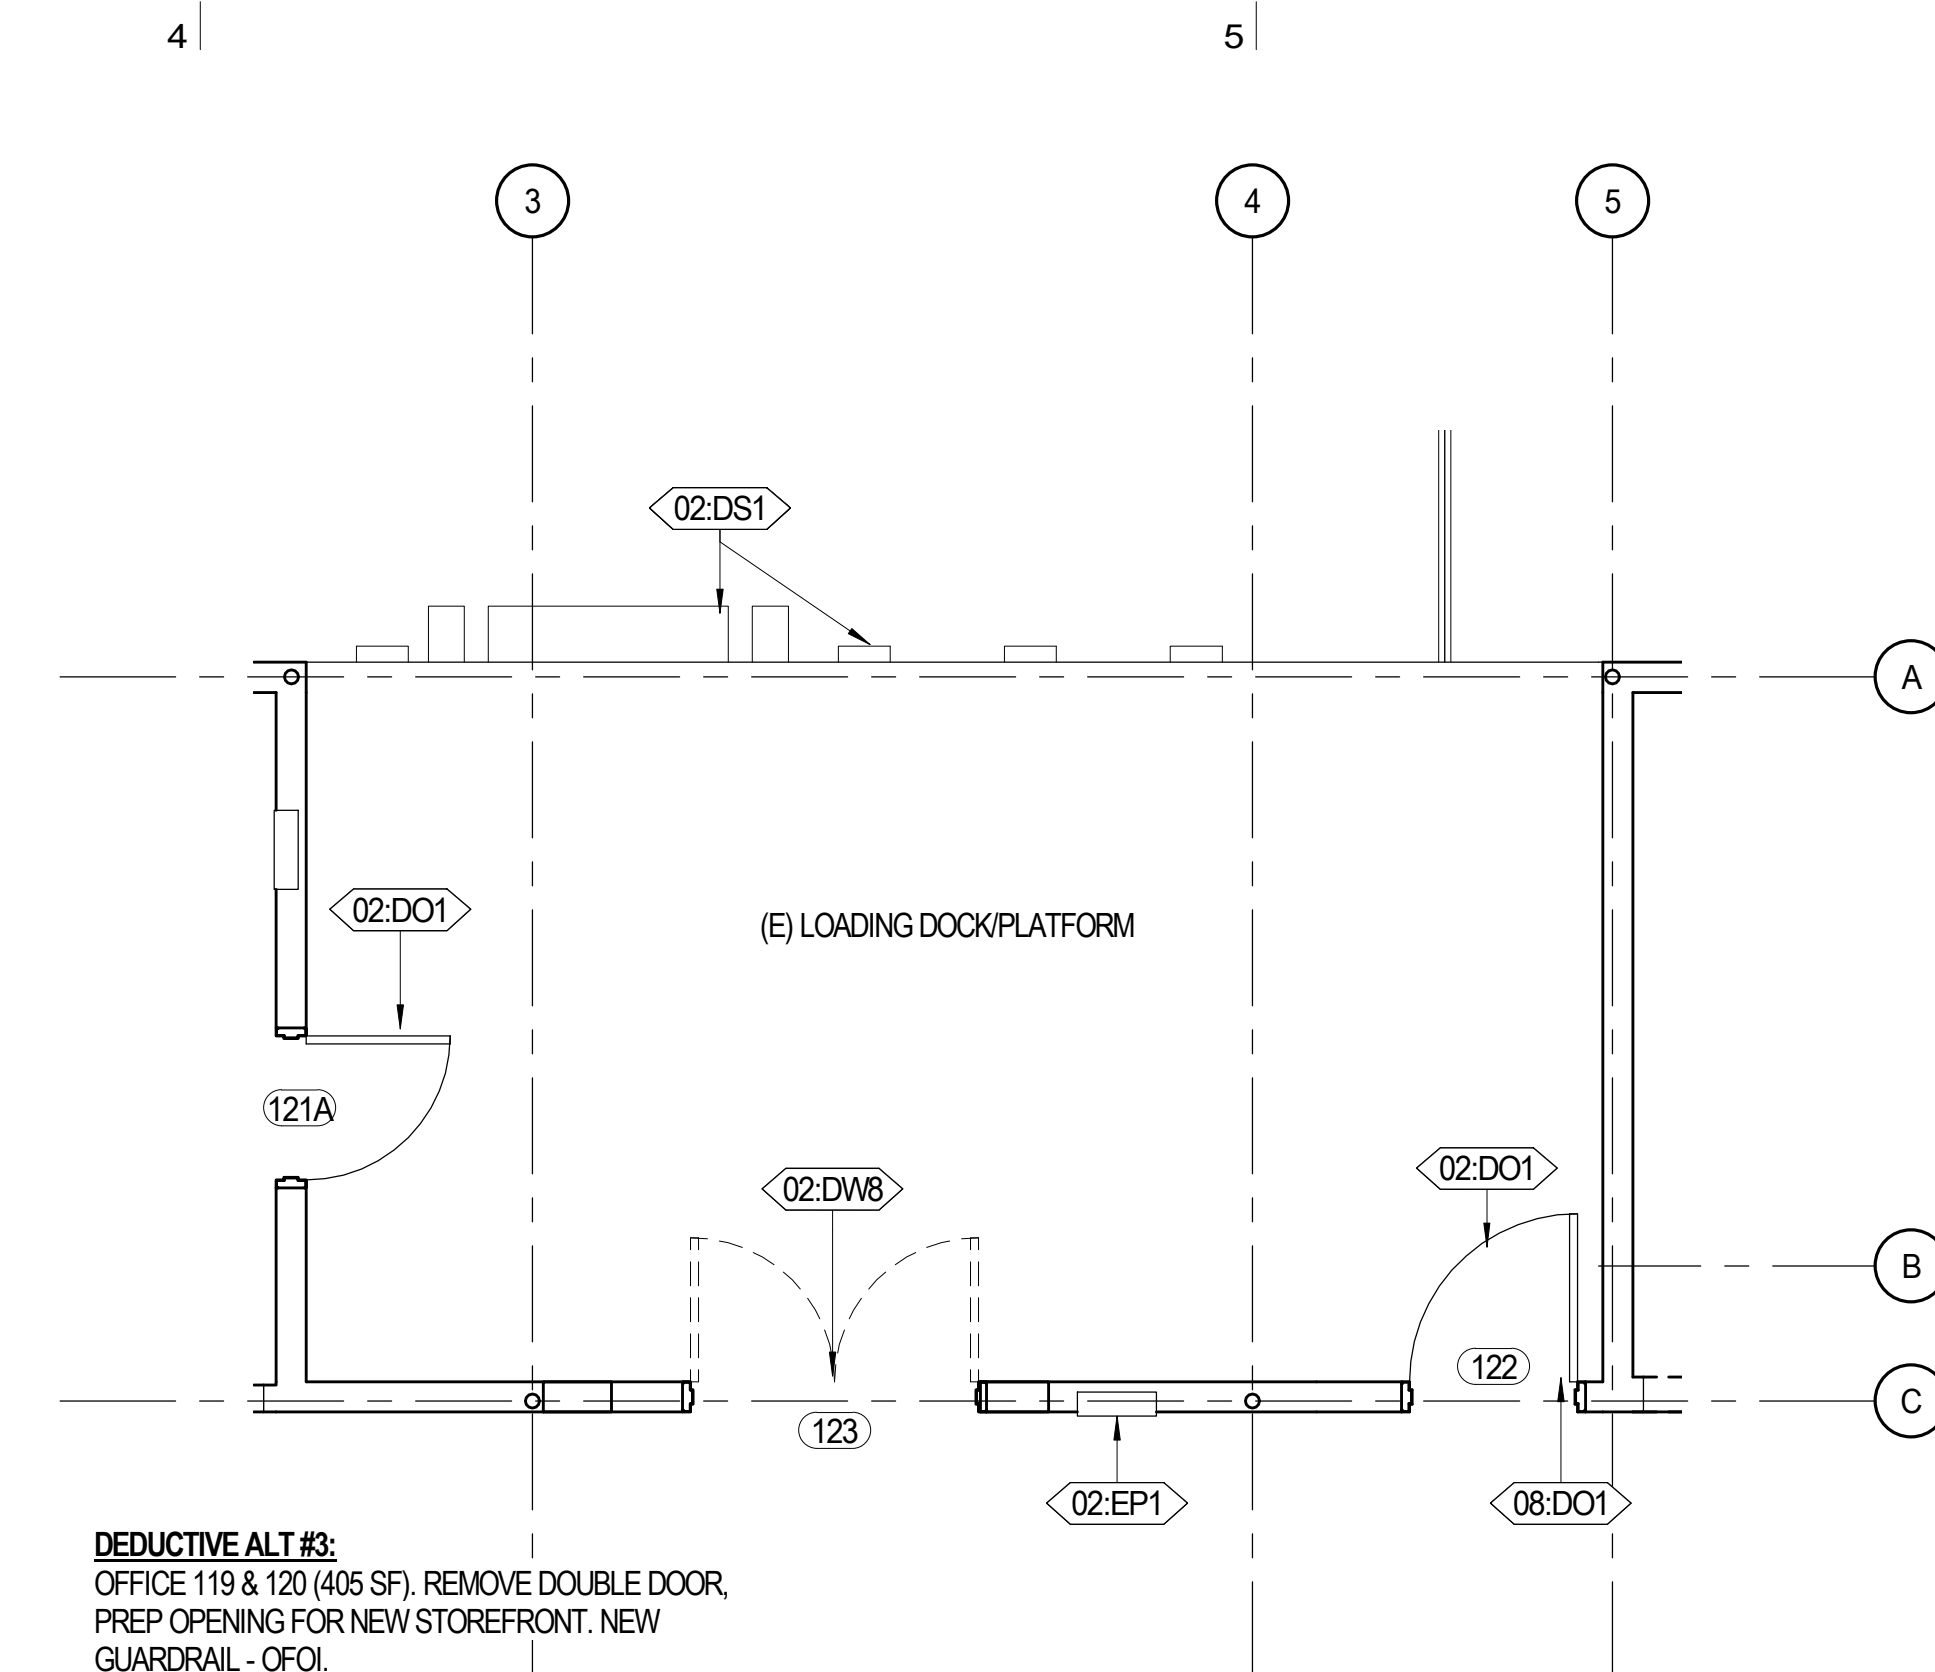 4
5
3
4
5
02:DS1
A
02:DO1
(E) LOADING DOCK/PLATFORM
121A
02:DW8
02:DO1
B
122
C
123
02:EP1
08:DO1
DEDUCTIVE ALT #3:
OFFICE 119 & 120 (405 SF). REMOVE DOUBLE DOOR,
PREP OPENING FOR NEW STOREFRONT. NEW
GUARDRAIL - OFOI.